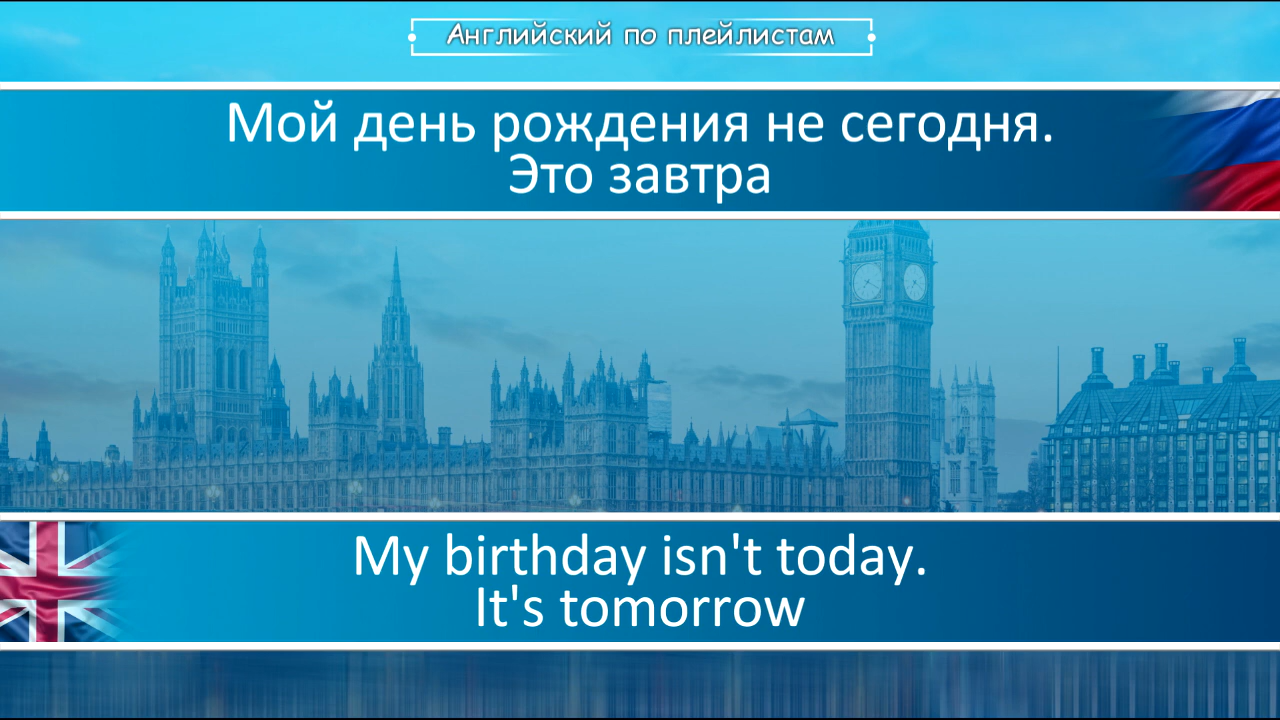 Английский по плейлистам
Мой день рождения не сегодня.
Это завтра
My birthday isn't today.
It's tomorrow